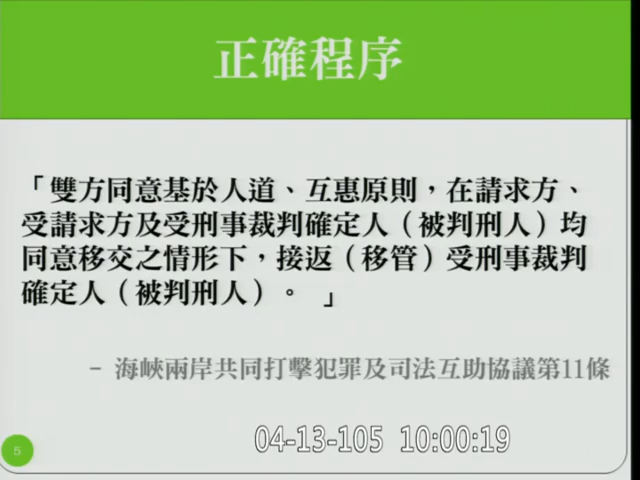 正確程序
「雙方同意基於人道、互惠原則，在請求方、
受請求方及受刑事裁判確定人（被判刑人）均
同意移交之情形下，接返（移管）受刑事裁判
確定人（被判刑人）。 」
– 海峽兩岸共同打擊犯罪及司法互助協議第11條
5
04-13-105 10:00:19